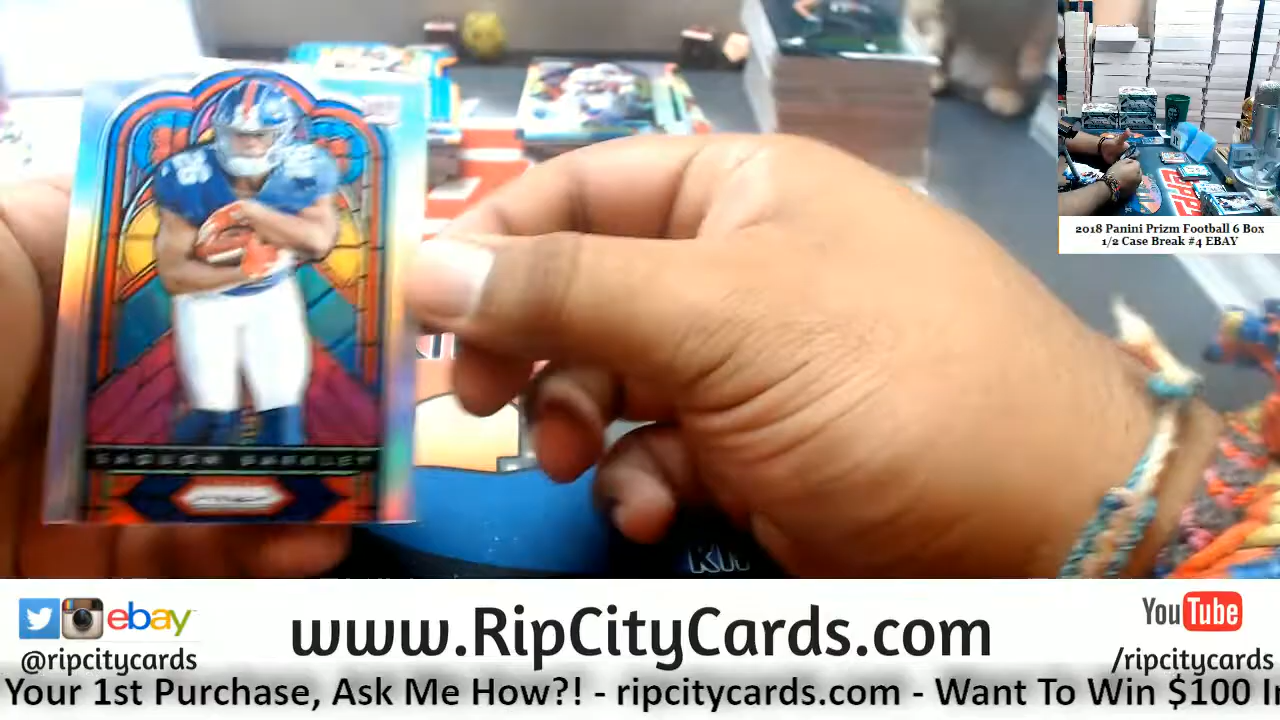 SAQUON BARKLEY
2018 Panini Prizm Football 6 Box
1/2 Case Break #4 EBAY
ebay
@ripcitycards
www.RipCityCards.com
YouTube
/ripcitycards
Your 1st Purchase, Ask Me How?! - ripcitycards.com - Want To Win $100 In